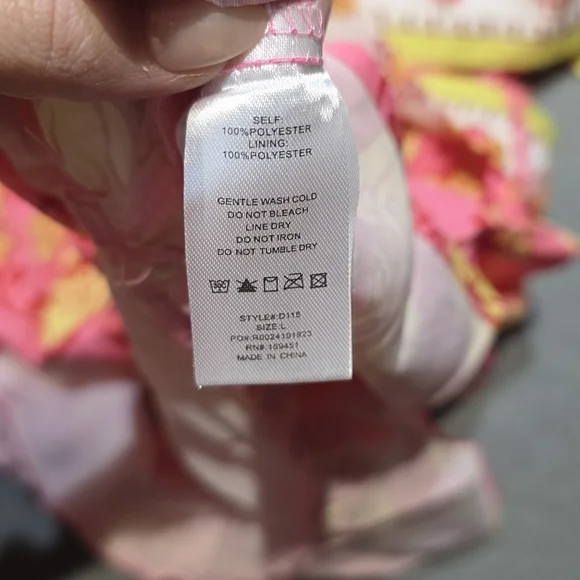 SELF:
100%POLYESTER
LINING:
100%POLYESTER
GENTLE WASH COLD
DO NOT BLEACH
LINE DRY
DO NOT IRON
DO NOT TUMBLE DRY
STYLE#:D115
SIZE:L
PO#:R0024101923
RN#:159451
MADE IN CHINA